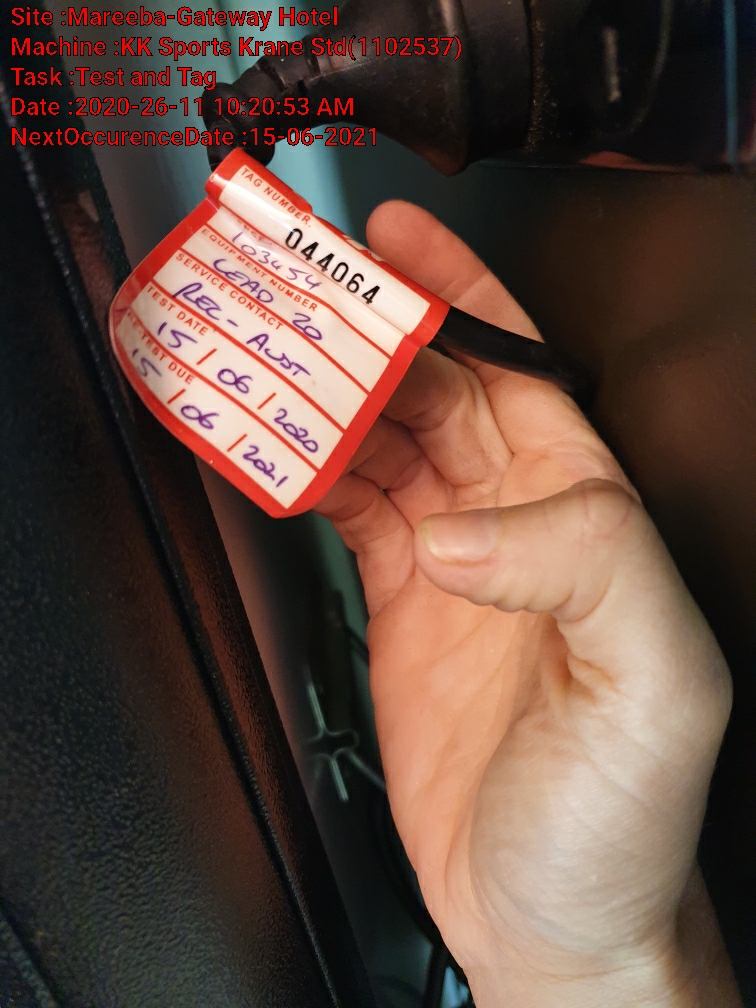 Site :Mareeba-Gateway Hotel
Machine :KK Sports Krane Std(1102537)
Task :Test and Tag
Date :2020-26-11 10:20:53 AM
NextOccurenceDate :15-06-2021
TAG NUMBER.
044064
103454
EQUIPMENT NUMBER
LEAD 20
SERVICE CONTACT
REC - AUST
TEST DATE
15 / 06 / 2020
TEST DUE
15 / 06 / 2021